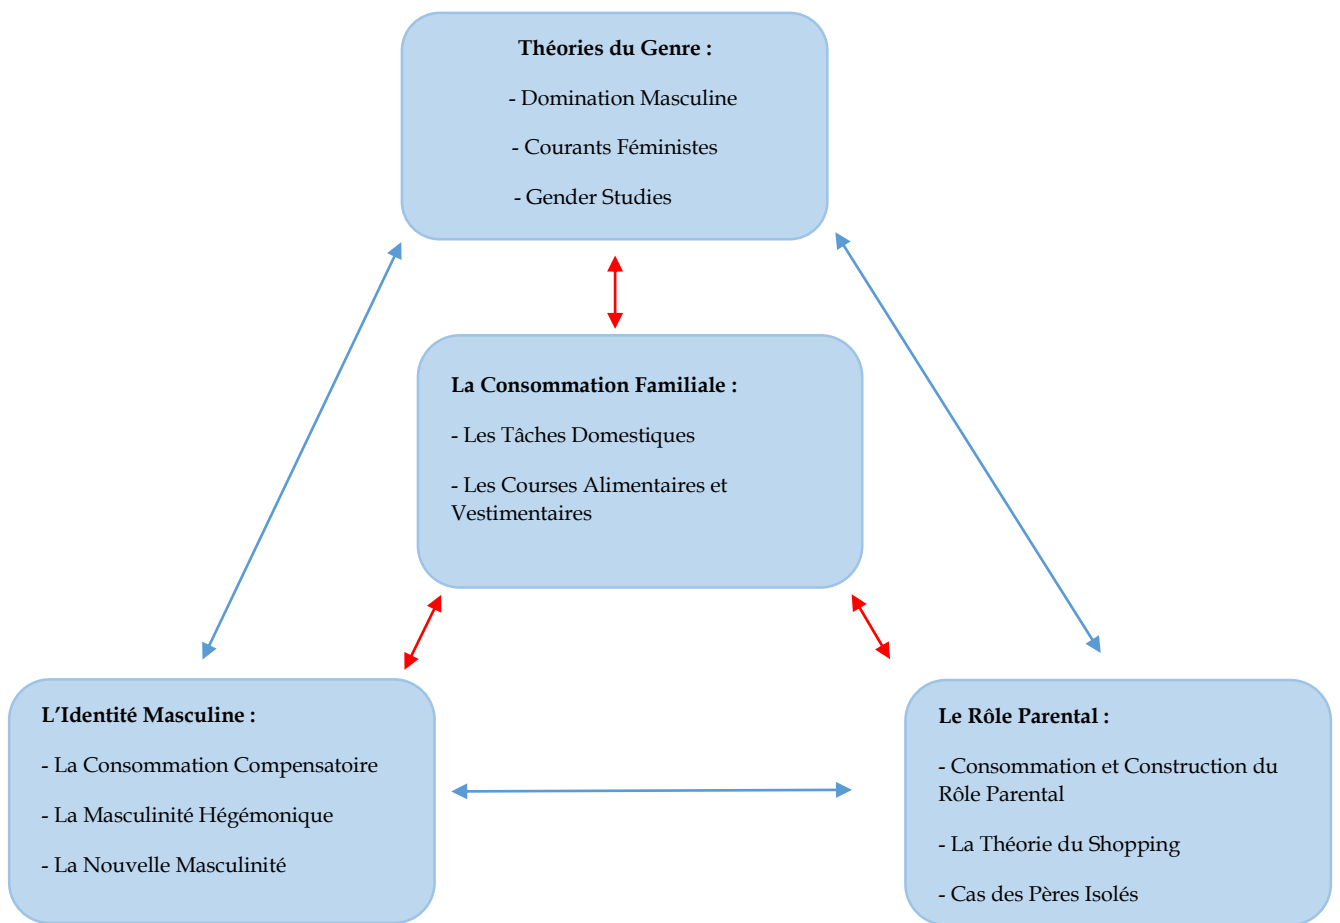 Théories du Genre :
- Domination Masculine
- Courants Féministes
- Gender Studies
La Consommation Familiale :
- Les Tâches Domestiques
- Les Courses Alimentaires et
Vestimentaires
L’Identité Masculine :
- La Consommation Compensatoire
- La Masculinité Hégémonique
- La Nouvelle Masculinité
Le Rôle Parental :
- Consommation et Construction du
Rôle Parental
- La Théorie du Shopping
- Cas des Pères Isolés